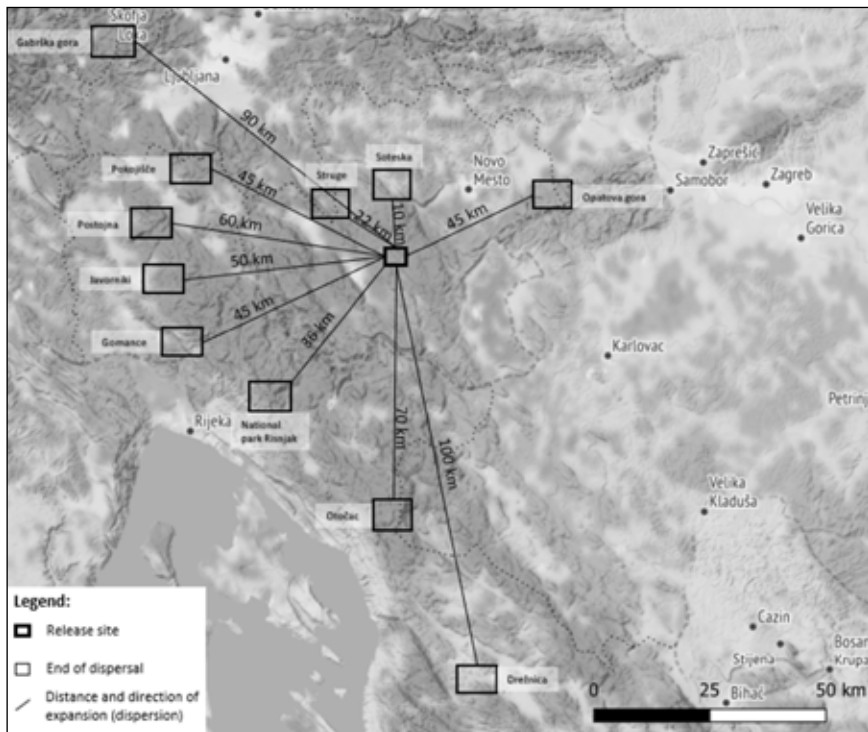 Škofja
Loka
Gabrška gora
Ljubljana
90 km
Pokojišče
45 km
Struge
22 km
Soteska
10 km
Novo
Mesto
45 km
Opatova gora
Zaprešić
Samobor
Zagreb
Velika
Gorica
Postojna
60 km
Javorniki
50 km
Gomance
45 km
36 km
National
park Risnjak
Rijeka
Karlovac
Petrinj
70 km
100 km
Otočac
Velika
Kladuša
Drežnica
Cazin
Stijena
Bosan
Krupa
Bihać
Legend:
Release site
End of dispersal
Distance and direction of
expansion (dispersion)
0 25 50 km